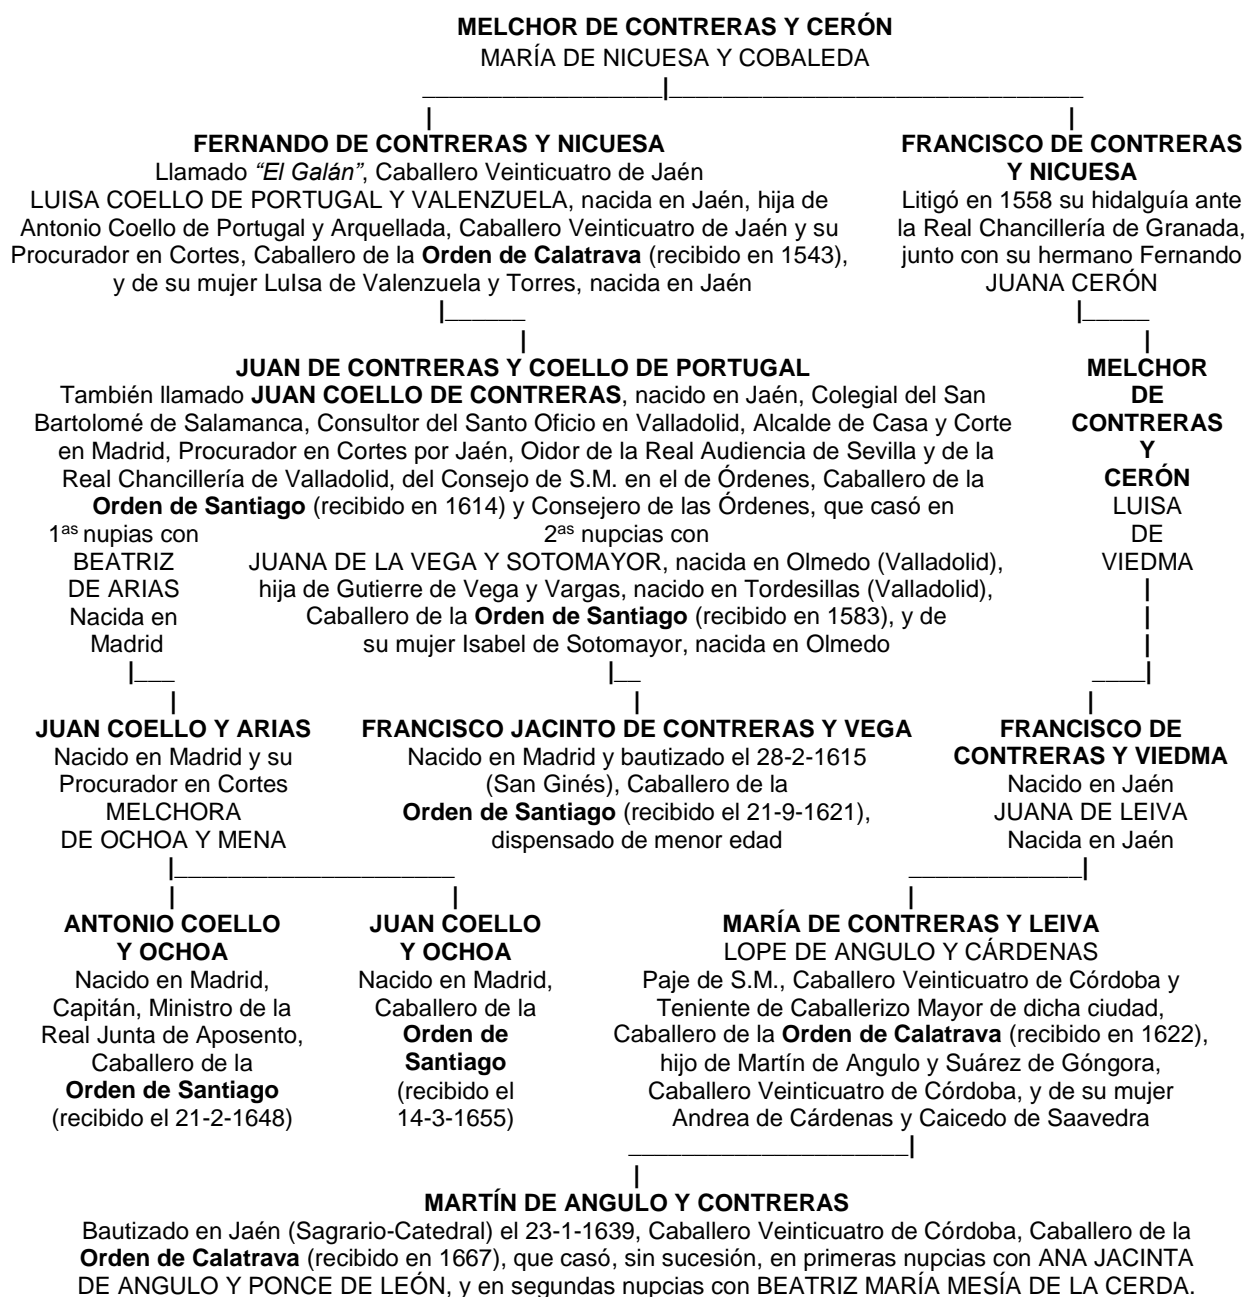 MELCHOR DE CONTRERAS Y CERÓN
MARÍA DE NICUESA Y COBALEDA
FERNANDO DE CONTRERAS Y NICUESA
Llamado “El Galán”, Caballero Veinticuatro de Jaén
LUISA COELLO DE PORTUGAL Y VALENZUELA, nacida en Jaén, hija de
Antonio Coello de Portugal y Arquellada, Caballero Veinticuatro de Jaén y su
Procurador en Cortes, Caballero de la Orden de Calatrava (recibido en 1543),
y de su mujer LuIsa de Valenzuela y Torres, nacida en Jaén
FRANCISCO DE CONTRERAS
Y NICUESA
Litigó en 1558 su hidalguía ante
la Real Chancillería de Granada,
junto con su hermano Fernando
JUANA CERÓN
JUAN DE CONTRERAS Y COELLO DE PORTUGAL
También llamado JUAN COELLO DE CONTRERAS, nacido en Jaén, Colegial del San
Bartolomé de Salamanca, Consultor del Santo Oficio en Valladolid, Alcalde de Casa y Corte
en Madrid, Procurador en Cortes por Jaén, Oidor de la Real Audiencia de Sevilla y de la
Real Chancillería de Valladolid, del Consejo de S.M. en el de Órdenes, Caballero de la
Orden de Santiago (recibido en 1614) y Consejero de las Órdenes, que casó en
1as nupias con
BEATRIZ
DE ARIAS
Nacida en
Madrid
2as nupcias con
JUANA DE LA VEGA Y SOTOMAYOR, nacida en Olmedo (Valladolid),
hija de Gutierre de Vega y Vargas, nacido en Tordesillas (Valladolid),
Caballero de la Orden de Santiago (recibido en 1583), y de
su mujer Isabel de Sotomayor, nacida en Olmedo
MELCHOR
DE
CONTRERAS
Y
CERÓN
LUISA
DE
VIEDMA
JUAN COELLO Y ARIAS
Nacido en Madrid y su
Procurador en Cortes
MELCHORA
DE OCHOA Y MENA
FRANCISCO JACINTO DE CONTRERAS Y VEGA
Nacido en Madrid y bautizado el 28-2-1615
(San Ginés), Caballero de la
Orden de Santiago (recibido el 21-9-1621),
dispensado de menor edad
FRANCISCO DE
CONTRERAS Y VIEDMA
Nacido en Jaén
JUANA DE LEIVA
Nacida en Jaén
ANTONIO COELLO
Y OCHOA
Nacido en Madrid,
Capitán, Ministro de la
Real Junta de Aposento,
Caballero de la
Orden de Santiago
(recibido el 21-2-1648)
JUAN COELLO
Y OCHOA
Nacido en Madrid,
Caballero de la
Orden de
Santiago
(recibido el
14-3-1655)
MARÍA DE CONTRERAS Y LEIVA
LOPE DE ANGULO Y CÁRDENAS
Paje de S.M., Caballero Veinticuatro de Córdoba y
Teniente de Caballerizo Mayor de dicha ciudad,
Caballero de la Orden de Calatrava (recibido en 1622),
hijo de Martín de Angulo y Suárez de Góngora,
Caballero Veinticuatro de Córdoba, y de su mujer
Andrea de Cárdenas y Caicedo de Saavedra
MARTÍN DE ANGULO Y CONTRERAS
Bautizado en Jaén (Sagrario-Catedral) el 23-1-1639, Caballero Veinticuatro de Córdoba, Caballero de la
Orden de Calatrava (recibido en 1667), que casó, sin sucesión, en primeras nupcias con ANA JACINTA
DE ANGULO Y PONCE DE LEÓN, y en segundas nupcias con BEATRIZ MARÍA MESÍA DE LA CERDA.